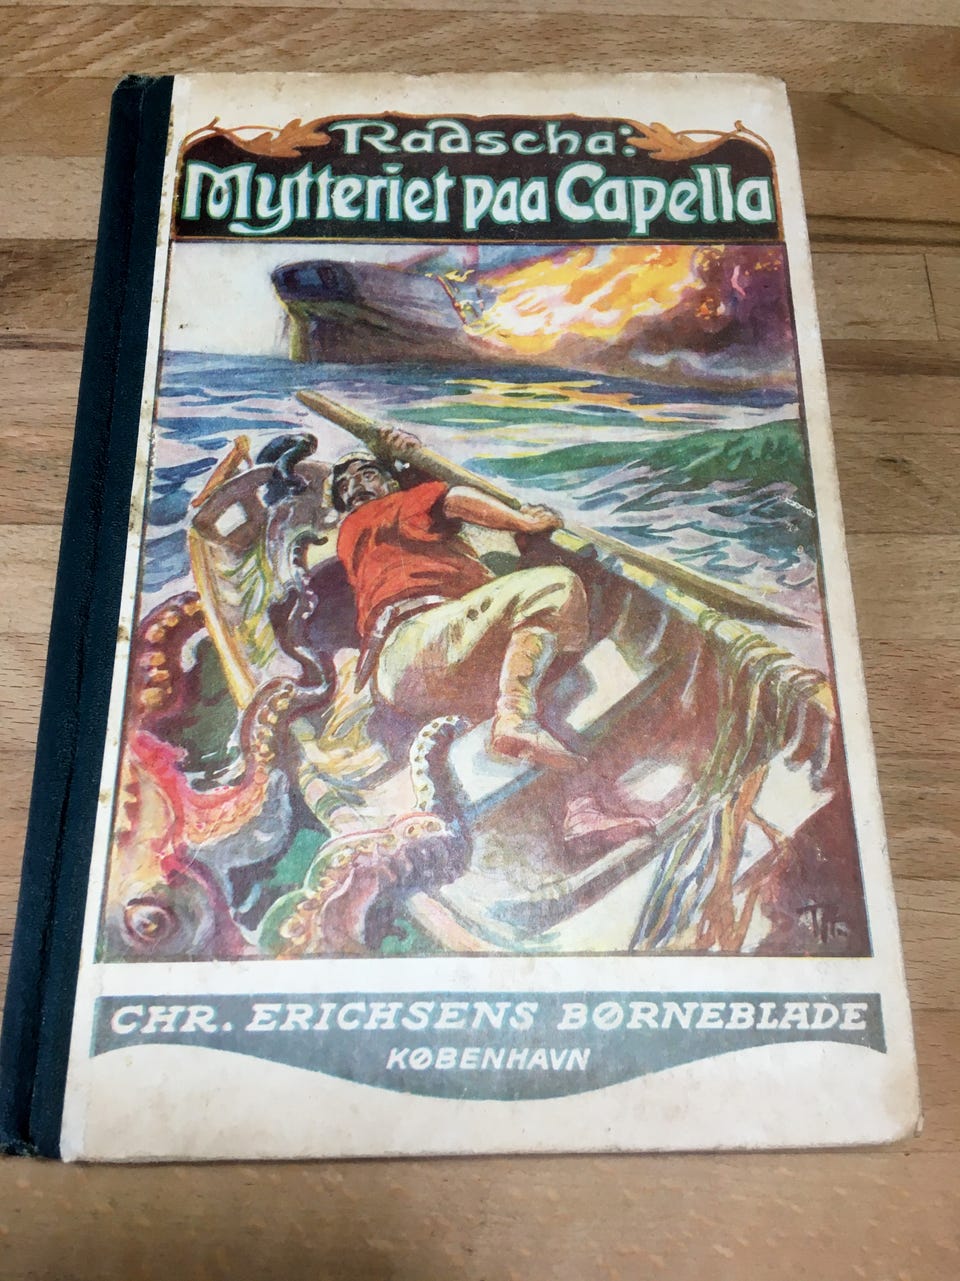 Radscha:
Mytteriet paa Capella
CHR. ERICHSENS BØRNEBLADE
KØBENHAVN